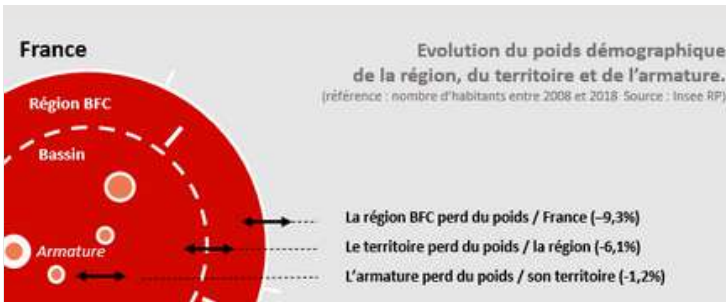 France
Evolution du poids démographique
de la région, du territoire et de l'armature.
(référence : nombre d'habitants entre 2008 et 2018 Source : Insee RP)
Région BFC
Bassin
Armature
La région BFC perd du poids / France (–9,3%)
Le territoire perd du poids / la région (-6,1%)
L'armature perd du poids / son territoire (-1,2%)